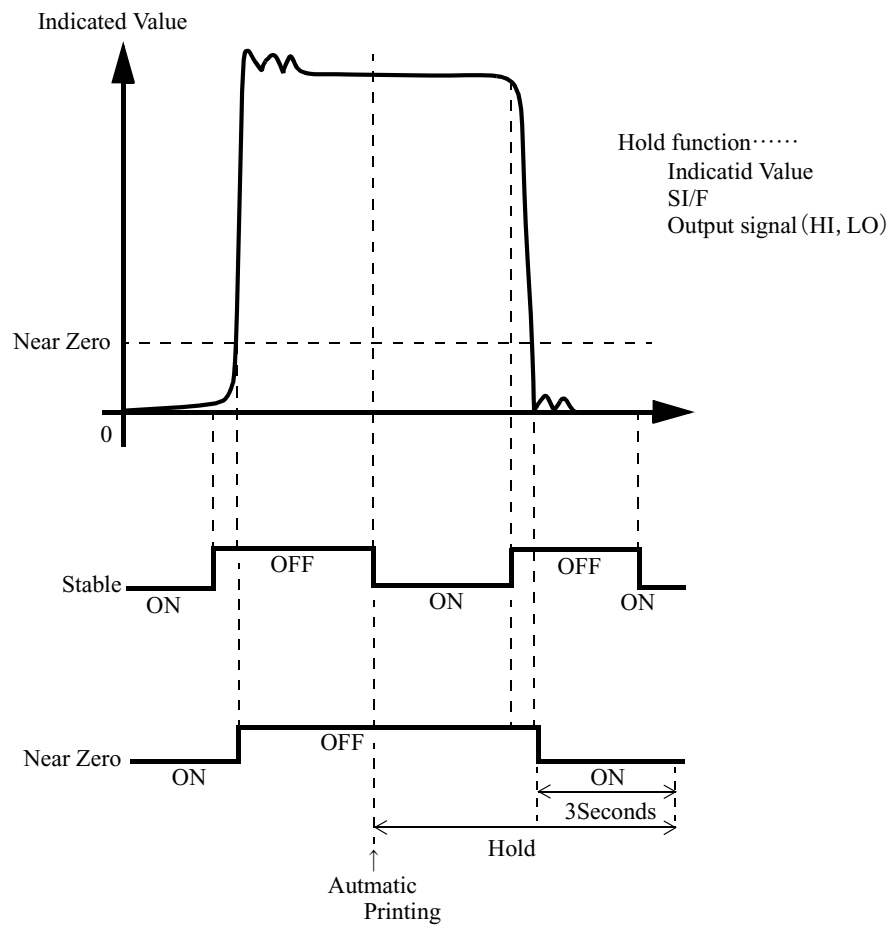 Indicated Value
Hold function······
Indicatid Value
SI/F
Output signal(HI, LO)
Near Zero
0
OFF
OFF
Stable
ON
ON
ON
OFF
Near Zero
ON
ON
3Seconds
Hold
↑
Autmatic
Printing